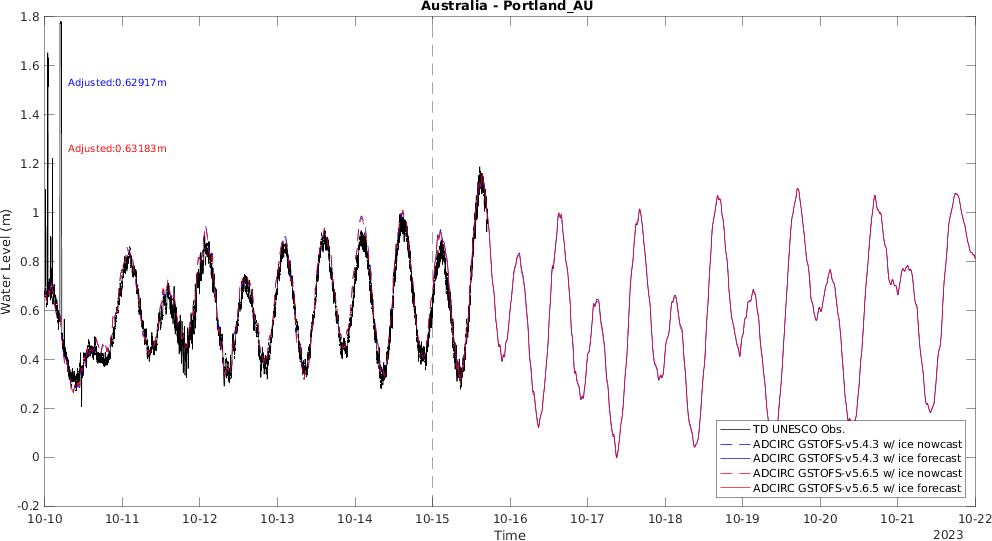 Australia - Portland_AU
1.8
1.6
1.4
1.2
1
0.8
0.6
0.4
0.2
0
-0.2
Water Level (m)
Adjusted:0.62917m
Adjusted:0.63183m
TD UNESCO Obs.
ADCIRC GSTOFS-v5.4.3 w/ ice nowcast
ADCIRC GSTOFS-v5.4.3 w/ ice forecast
ADCIRC GSTOFS-v5.6.5 w/ ice nowcast
ADCIRC GSTOFS-v5.6.5 w/ ice forecast
10-10 10-11 10-12 10-13 10-14 10-15 10-16 10-17 10-18 10-19 10-20 10-21 10-22
Time
2023